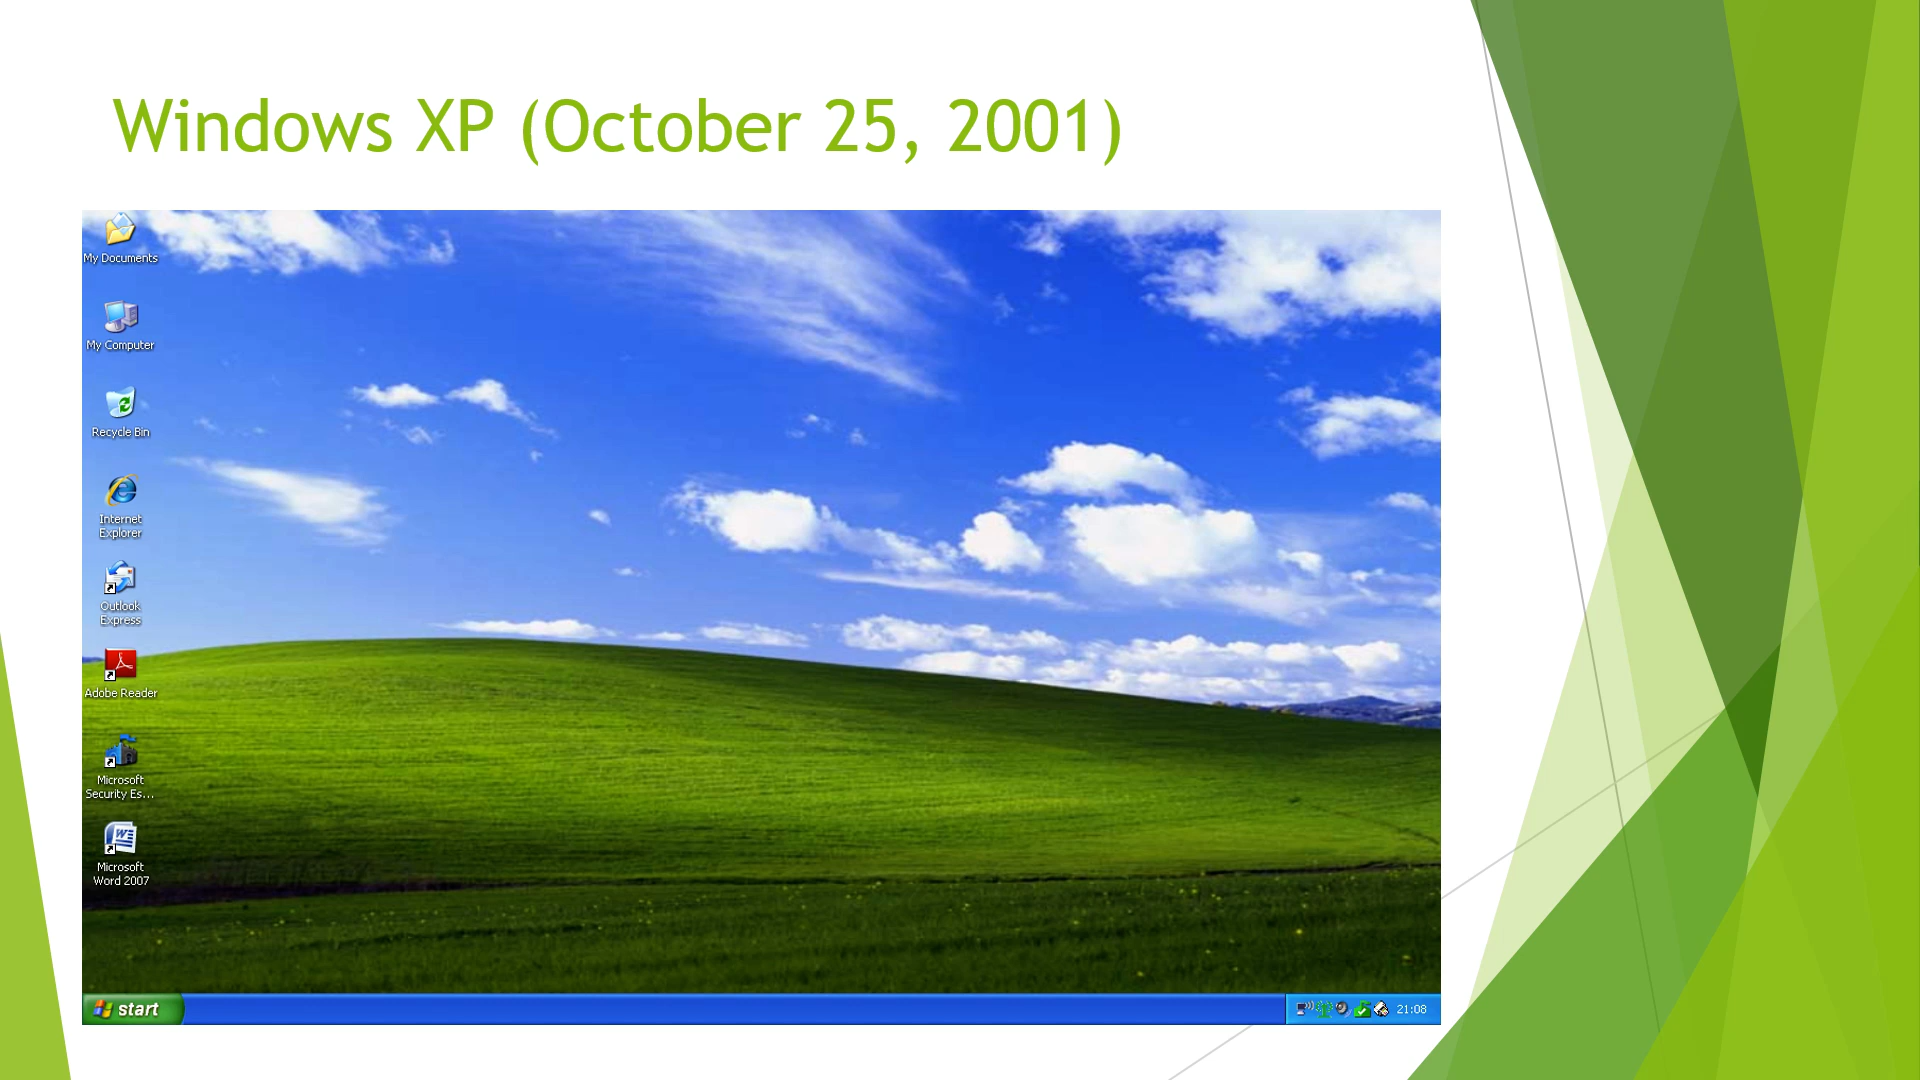 Windows XP (October 25, 2001)
My Documents
My Computer
Recycle Bin
Internet
Explorer
Outlook
Express
Adobe Reader
Microsoft
Security Es...
Microsoft
Word 2007
start
21:08